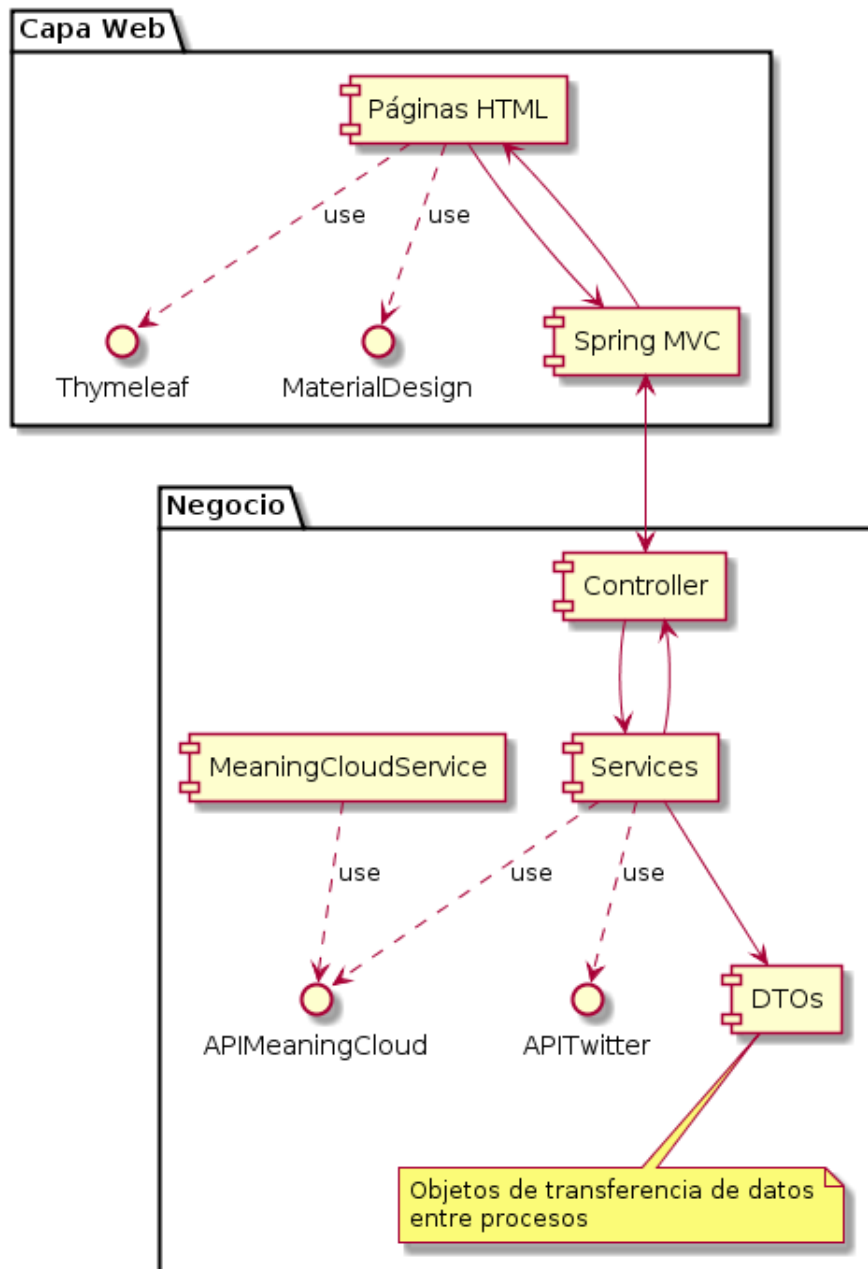 Capa Web
Páginas HTML
use
use
Spring MVC
Thymeleaf
MaterialDesign
Negocio
Controller
MeaningCloudService
Services
use
use
use
DTOs
APIMeaningCloud
APITwitter
Objetos de transferencia de datos
entre procesos